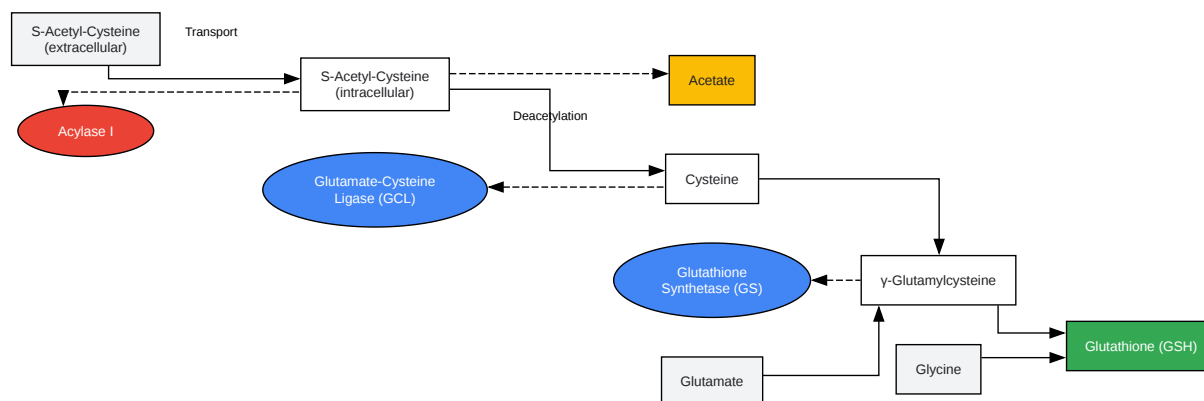 S-Acetyl-Cysteine
(extracellular)
Transport
S-Acetyl-Cysteine
(intracellular)
Acetate
Deacetylation
Acylase I
Glutamate-Cysteine
Ligase (GCL)
Cysteine
Glutathione
Synthetase (GS)
γ-Glutamylcysteine
Glutathione (GSH)
Glutamate
Glycine